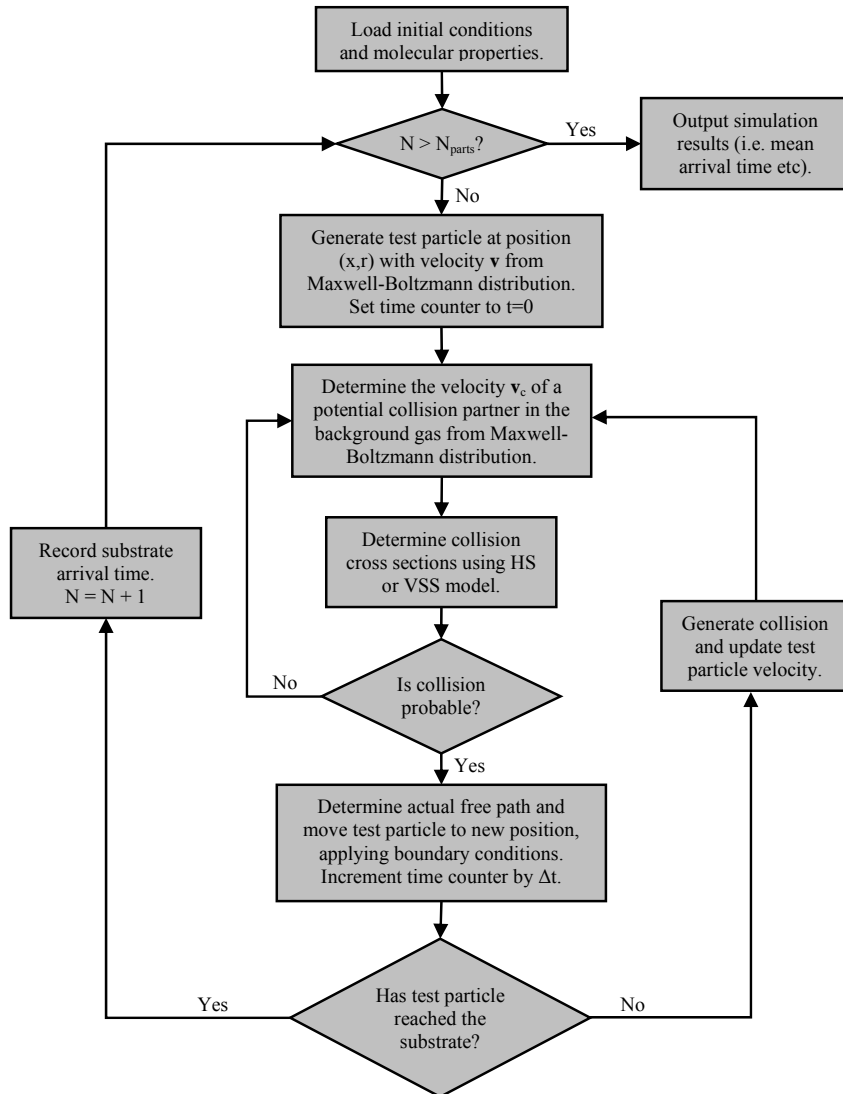 Load initial conditions
and molecular properties.
N > Nparts?
Yes
Output simulation
results (i.e. mean
arrival time etc).
No
Generate test particle at position
(x,r) with velocity v from
Maxwell-Boltzmann distribution.
Set time counter to t=0
Determine the velocity vc of a
potential collision partner in the
background gas from Maxwell-
Boltzmann distribution.
Determine collision
cross sections using HS
or VSS model.
Record substrate
arrival time.
N = N + 1
Generate collision
and update test
particle velocity.
No
Is collision
probable?
Yes
Determine actual free path and
move test particle to new position,
applying boundary conditions.
Increment time counter by Δt.
Yes
Has test particle
reached the
substrate?
No